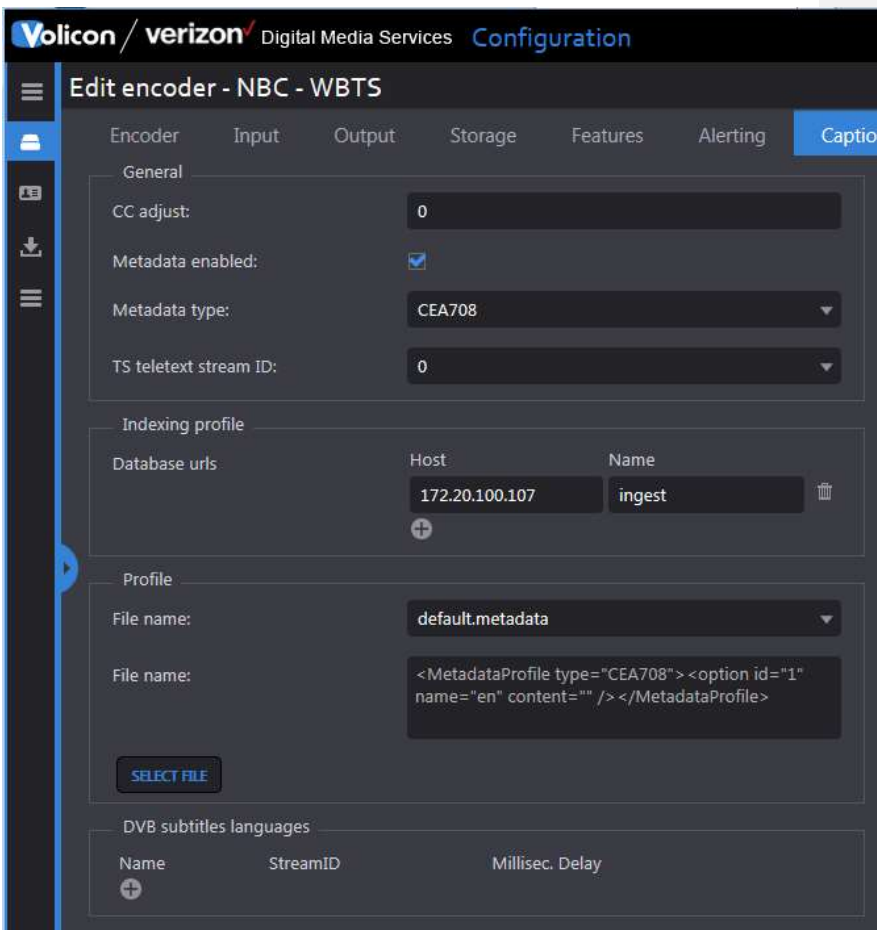 Volicon / verizon✓ Digital Media Services Configuration
Edit encoder - NBC - WBTS
Encoder Input Output Storage Features Alerting Captio
General
CC adjust: 0
Metadata enabled:
Metadata type: CEA708
TS teletext stream ID: 0
Indexing profile
Database urls Host Name
172.20.100.107 ingest
Profile
File name: default.metadata
File name: <MetadataProfile type="CEA708"><option id="1"
name="en" content="" /></MetadataProfile>
SELECT FILE
DVB subtitles languages
Name StreamID Millisec. Delay